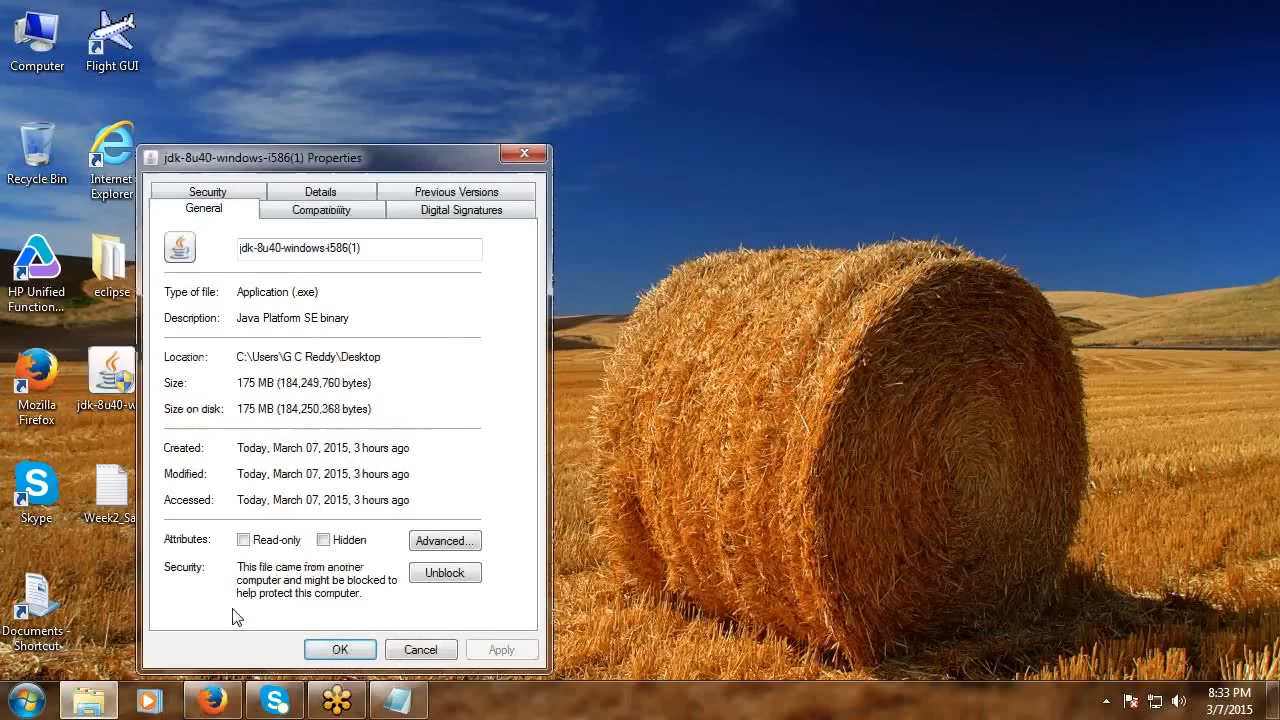 Computer
Flight GUI
Recycle Bin
Internet Explorer
HP Unified Function...
eclipse
Mozilla Firefox
jdk-8u40-w
Skype
Week2_Sa
Documents - Shortcut
jdk-8u40-windows-i586(1) Properties
Security Details Previous Versions
General Compatibility Digital Signatures
jdk-8u40-windows-i586(1)
Type of file: Application (.exe)
Description: Java Platform SE binary
Location: C:\Users\G C Reddy\Desktop
Size: 175 MB (184,249,760 bytes)
Size on disk: 175 MB (184,250,368 bytes)
Created: Today, March 07, 2015, 3 hours ago
Modified: Today, March 07, 2015, 3 hours ago
Accessed: Today, March 07, 2015, 3 hours ago
Attributes: Read-only Hidden Advanced...
Security: This file came from another
computer and might be blocked to
help protect this computer.
Unblock
OK Cancel Apply
8:33 PM
3/7/2015